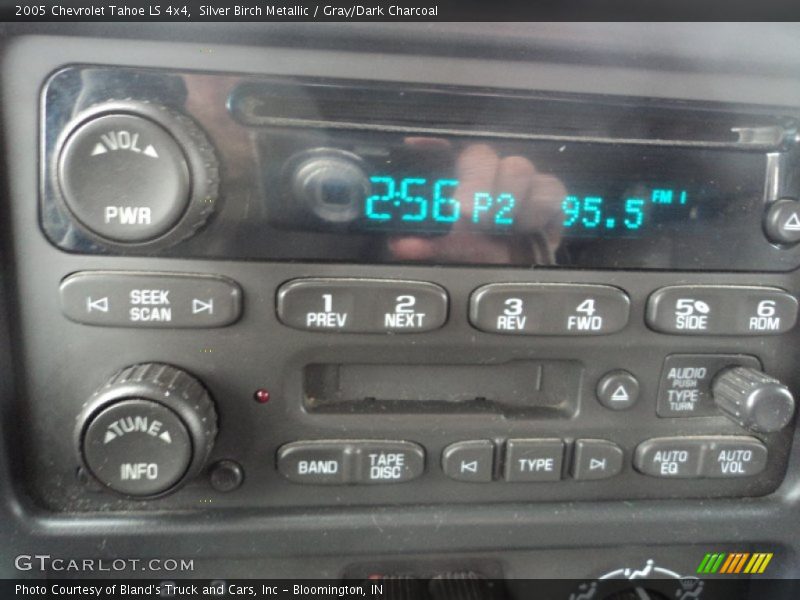 2005 Chevrolet Tahoe LS 4x4, Silver Birch Metallic / Gray/Dark Charcoal
VOL
PWR
2:56 P2 95.5 FM 1
SEEK
SCAN
1 2
PREV NEXT
3 4
REV FWD
5 6
SIDE RDM
AUDIO
PUSH
TYPE
TURN
TUNE
INFO
BAND
TAPE
DISC
TYPE
AUTO
EQ
AUTO
VOL
GTCARLOT.COM
Photo Courtesy of Bland's Truck and Cars, Inc - Bloomington, IN